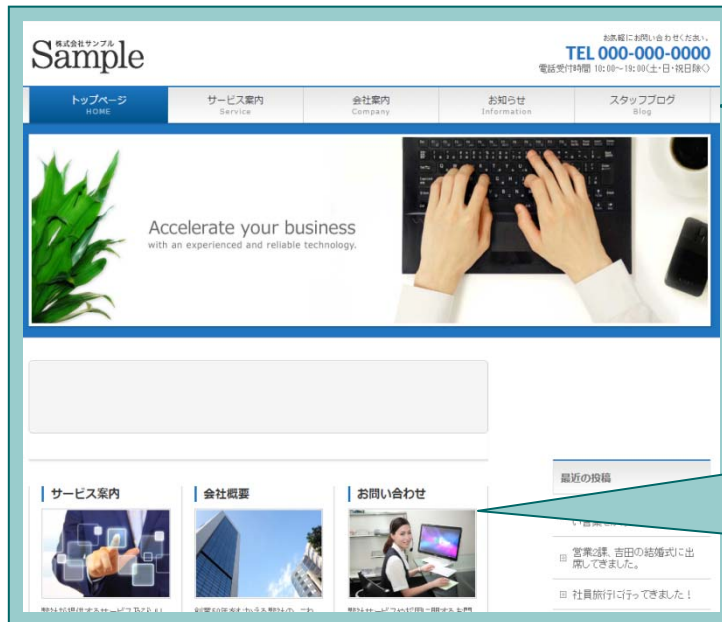 株式会社サンプル
Sample
お気軽にお問い合わせください。
TEL 000-000-0000
電話受付時間 10:00~19:00(土・日・祝日除く)
トップページ
HOME
サービス案内
Service
会社案内
Company
お知らせ
Information
スタッフブログ
Blog
Accelerate your business
with an experienced and reliable technology.
サービス案内
会社概要
お問い合わせ
最近の投稿
営業2課、吉田の結婚式に出
席してきました。
社員旅行に行ってきました!